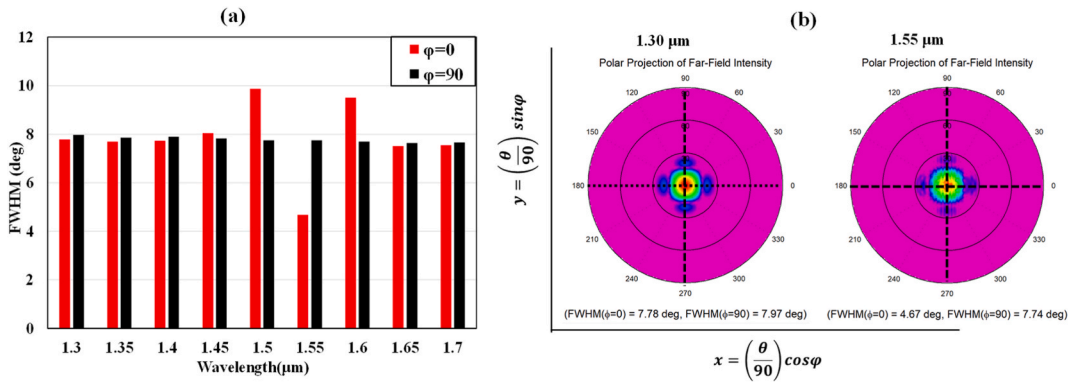 (a)
12
10
8
6
4
2
0
FWHM (deg)
φ=0
φ=90
1.3 1.35 1.4 1.45 1.5 1.55 1.6 1.65 1.7
Wavelength(μm)
(b)
y = (θ/90) sinφ
1.30 μm
Polar Projection of Far-Field Intensity
90
120 60
150 30
180 0
210 330
240 300
270
(FWHM(ϕ=0) = 7.78 deg, FWHM(ϕ=90) = 7.97 deg)
1.55 μm
Polar Projection of Far-Field Intensity
90
120 60
150 30
180 0
210 330
240 300
270
(FWHM(ϕ=0) = 4.67 deg, FWHM(ϕ=90) = 7.74 deg)
x = (θ/90) cosφ